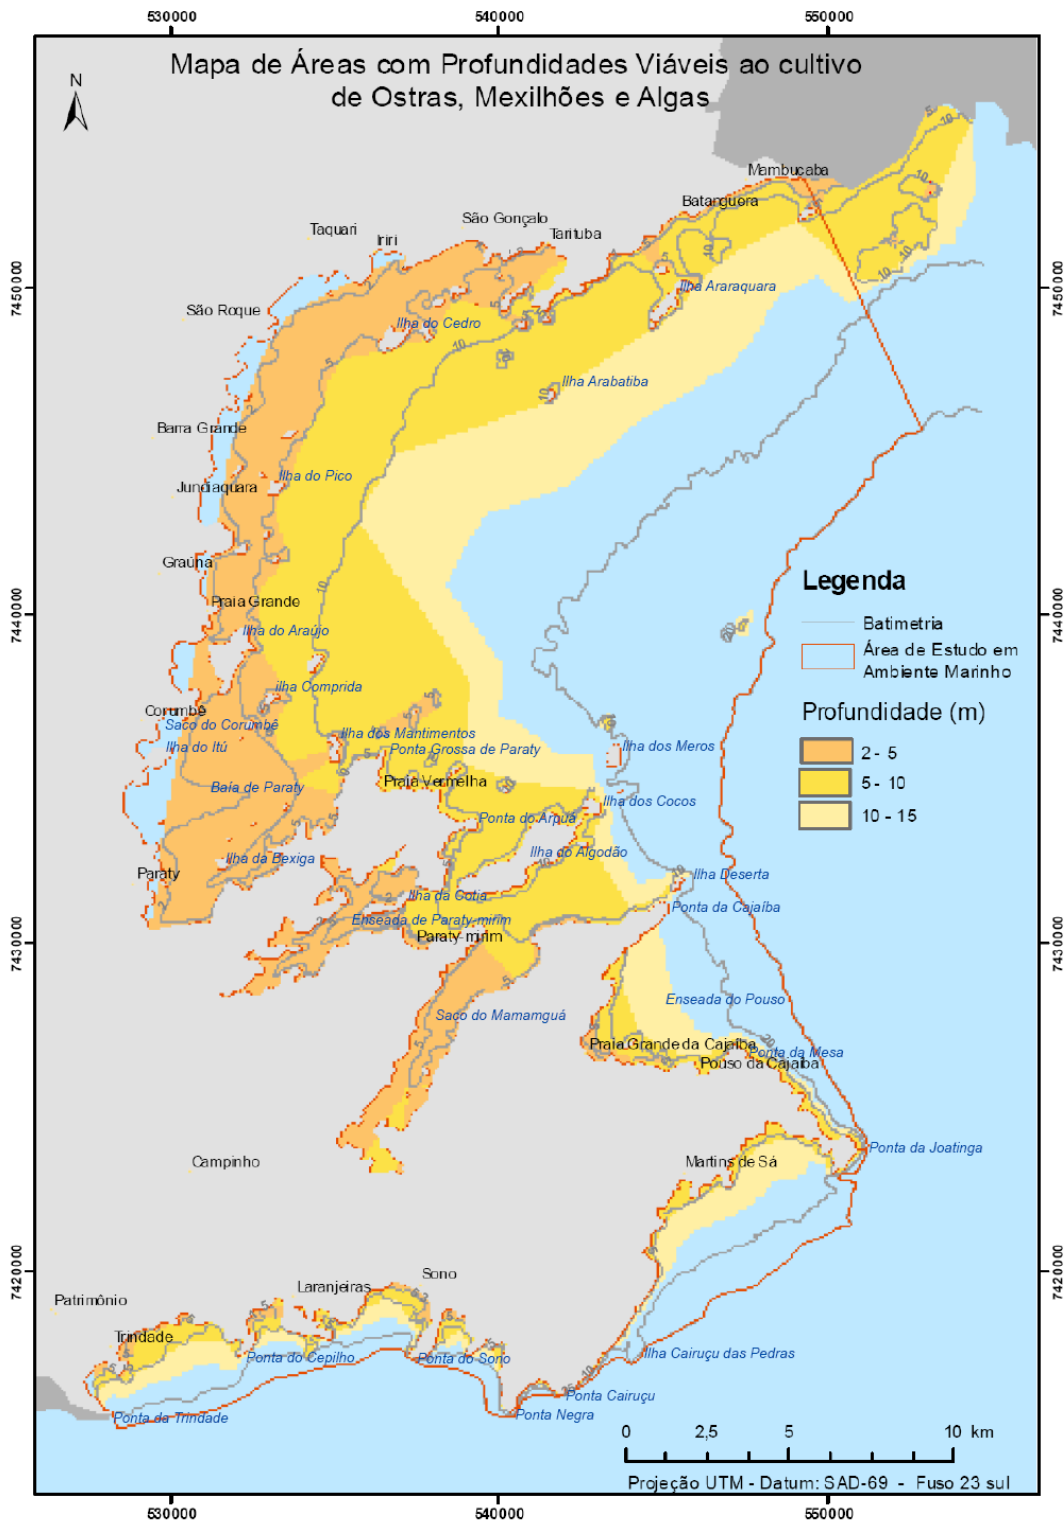 530000
540000
550000
Mapa de Áreas com Profundidades Viáveis ao cultivo
de Ostras, Mexilhões e Algas
N
Mambucaba
Batanguera
São Gonçalo
Taquari
Iriri
Tarituba
7450000
7450000
Ilha Araraquara
São Roque
Ilha do Cedro
Ilha Arabatiba
Barra Grande
Ilha do Pico
Jundiaquara
Graúna
Legenda
Praia Grande
Batimetria
7440000
7440000
Ilha do Araújo
Área de Estudo em
Ambiente Marinho
ilha Comprida
Corumbê
Profundidade (m)
Saco do Corumbê
Ilha dos Mantimentos
Ilha do Itú
Ponta Grossa de Paraty
Ilha dos Meros
2 - 5
Baía de Paraty
Praia Vermelha
5 - 10
Ilha dos Cocos
10 - 15
Ponta do Arquá
Ilha do Algodão
Ilha da Bexiga
Paraty
Ilha Deserta
Ilha da Cotia
Ponta da Cajaíba
Enseada de Paraty-mirim
Paraty-mirim
7430000
7430000
Enseada do Pouso
Saco do Mamamguá
Praia Grande da Cajaíba
Ponta da Mesa
Pouso da Cajaíba
Ponta da Joatinga
Campinho
Martins de Sá
7420000
7420000
Sono
Laranjeiras
Patrimônio
Trindade
Ilha Cairuçu das Pedras
Ponta do Cepilho
Ponta do Sono
Ponta Cairuçu
Ponta da Trindade
Ponta Negra
0 2,5 5 10 km
Projeção UTM - Datum: SAD-69 - Fuso 23 sul
530000
540000
550000